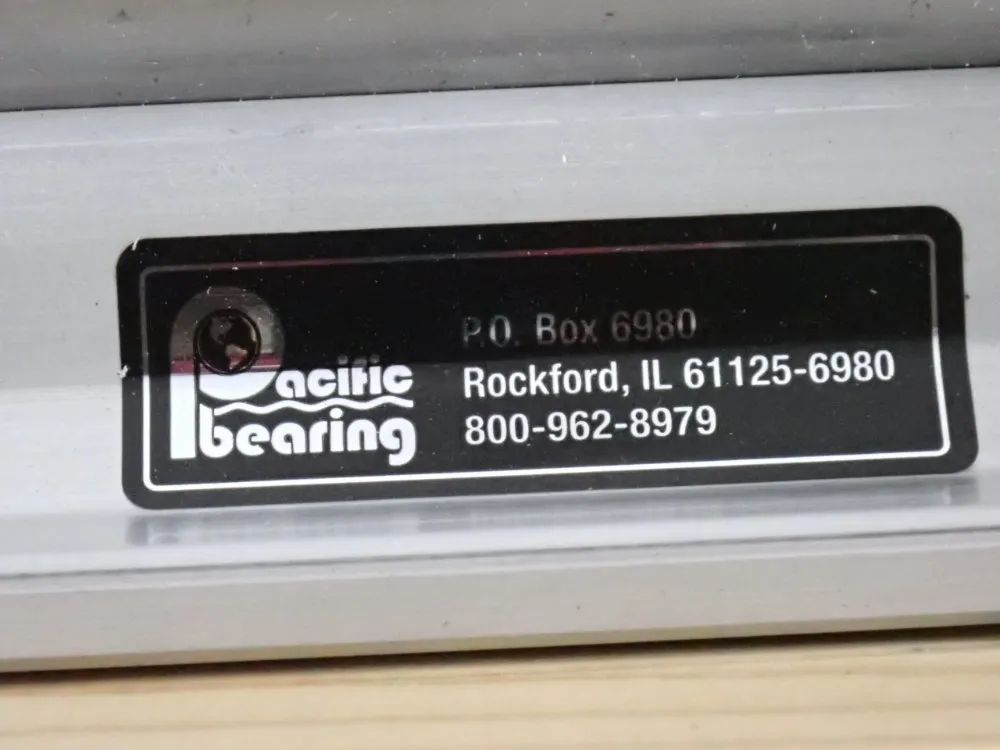 Pacific
bearing
P.O. Box 6980
Rockford, IL 61125-6980
800-962-8979